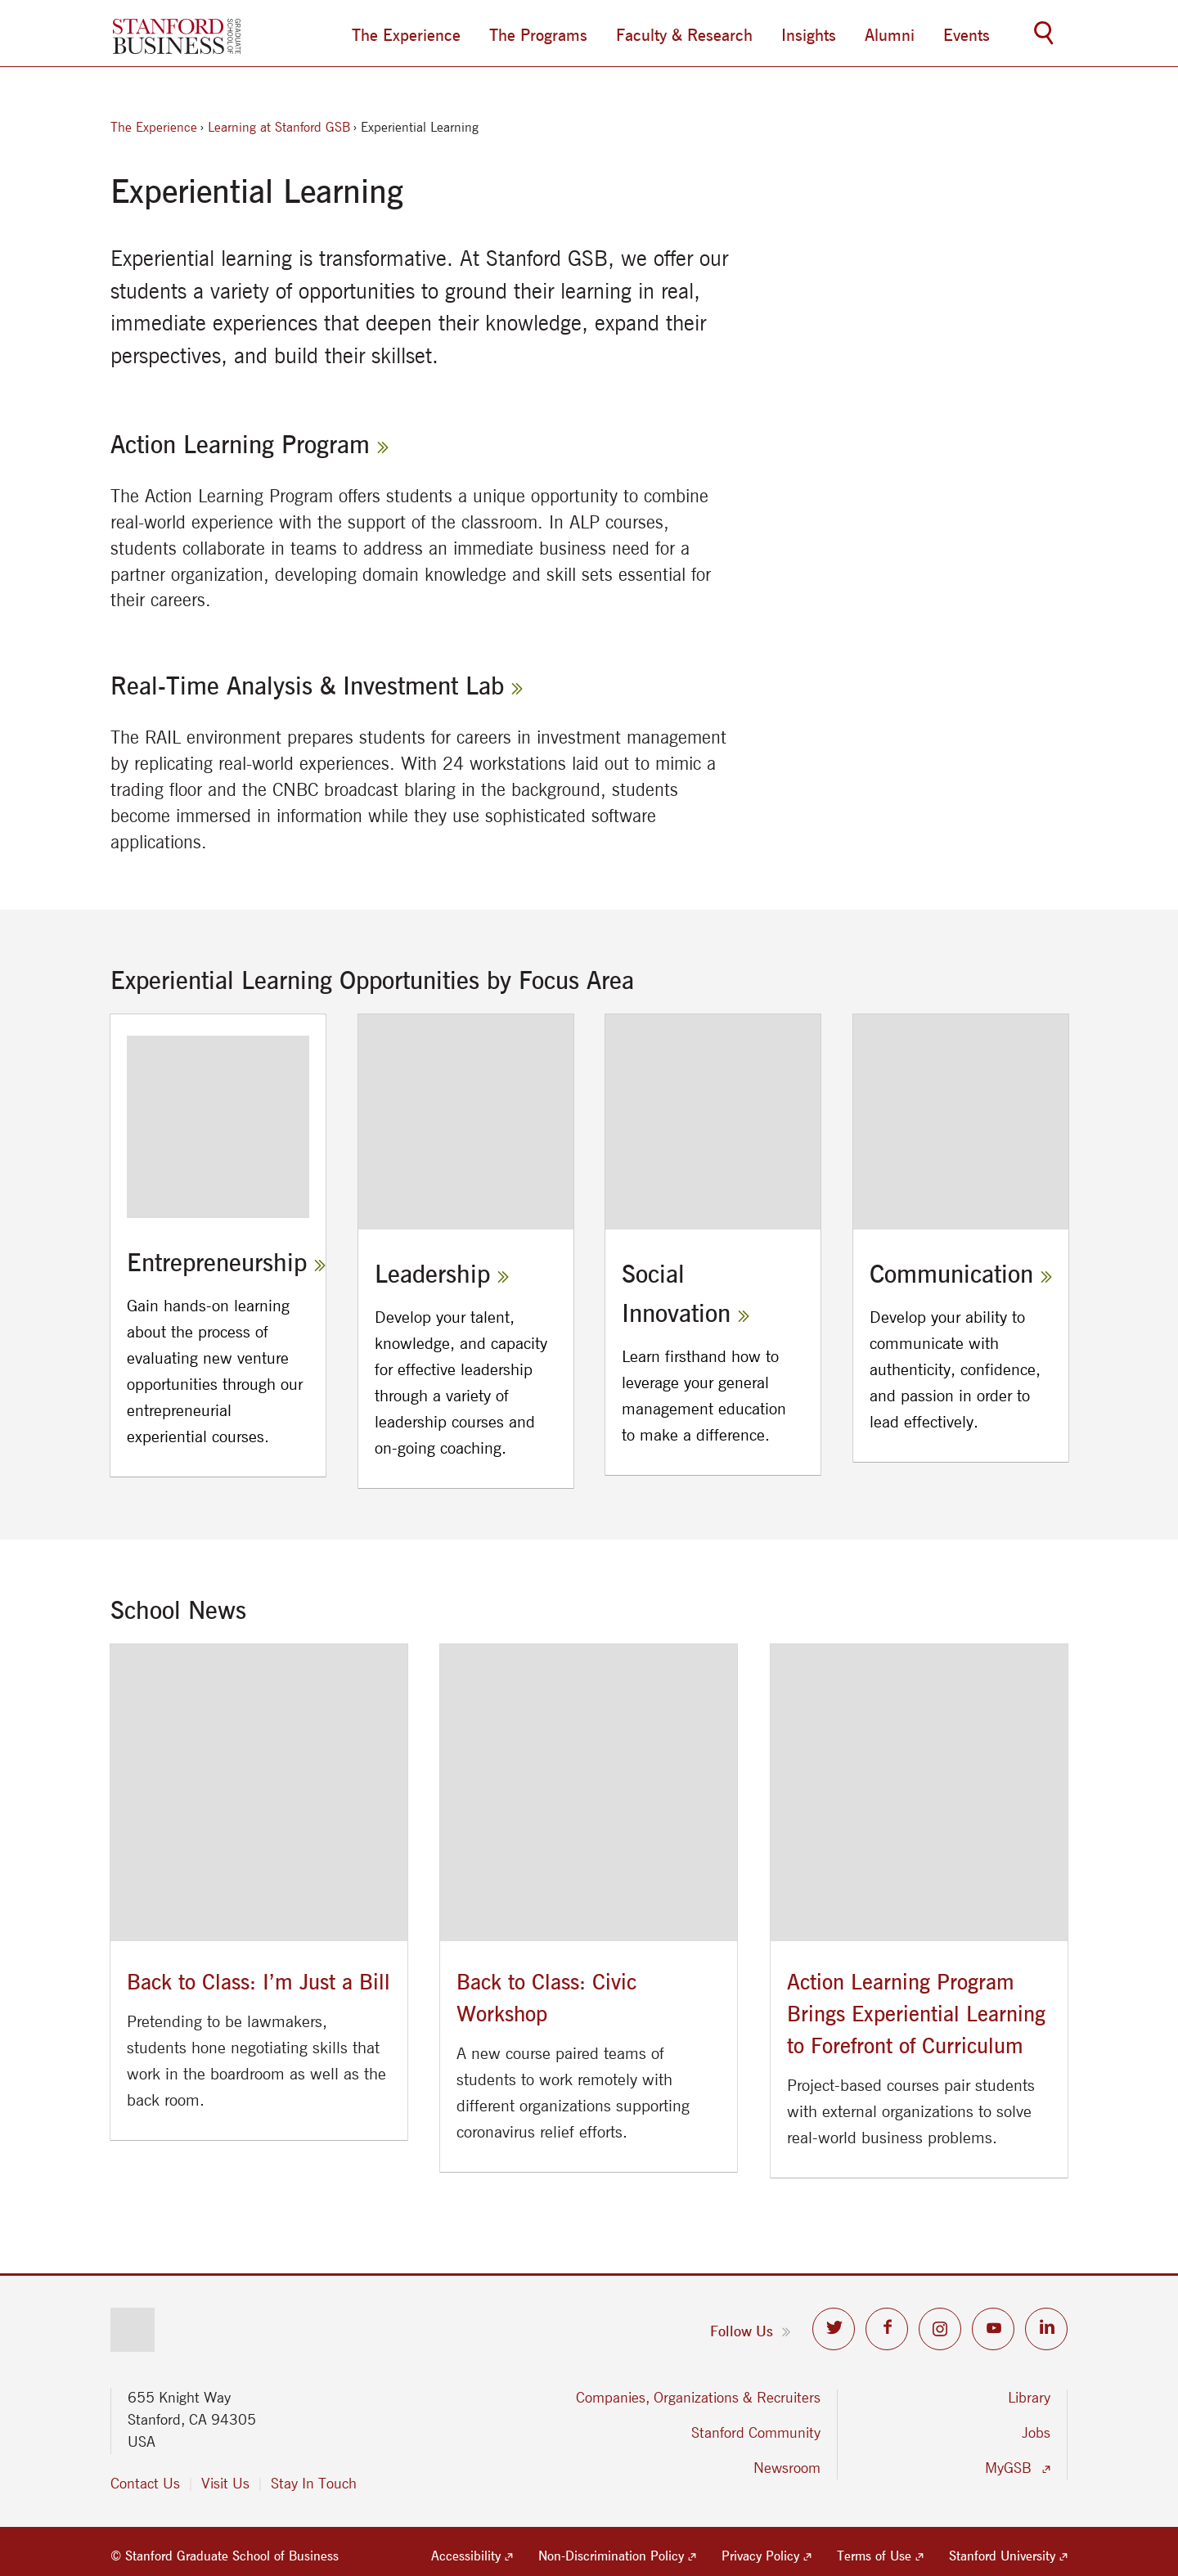 STANFORD
BUSINESS
GRADUATE
SCHOOL OF
The Experience
The Programs
Faculty & Research
Insights
Alumni
Events
The Experience › Learning at Stanford GSB › Experiential Learning
Experiential Learning
Experiential learning is transformative. At Stanford GSB, we offer our
students a variety of opportunities to ground their learning in real,
immediate experiences that deepen their knowledge, expand their
perspectives, and build their skillset.
Action Learning Program »
The Action Learning Program offers students a unique opportunity to combine
real-world experience with the support of the classroom. In ALP courses,
students collaborate in teams to address an immediate business need for a
partner organization, developing domain knowledge and skill sets essential for
their careers.
Real-Time Analysis & Investment Lab »
The RAIL environment prepares students for careers in investment management
by replicating real-world experiences. With 24 workstations laid out to mimic a
trading floor and the CNBC broadcast blaring in the background, students
become immersed in information while they use sophisticated software
applications.
Experiential Learning Opportunities by Focus Area
Entrepreneurship »
Gain hands-on learning
about the process of
evaluating new venture
opportunities through our
entrepreneurial
experiential courses.
Leadership »
Develop your talent,
knowledge, and capacity
for effective leadership
through a variety of
leadership courses and
on-going coaching.
Social
Innovation »
Learn firsthand how to
leverage your general
management education
to make a difference.
Communication »
Develop your ability to
communicate with
authenticity, confidence,
and passion in order to
lead effectively.
School News
Back to Class: I’m Just a Bill
Pretending to be lawmakers,
students hone negotiating skills that
work in the boardroom as well as the
back room.
Back to Class: Civic
Workshop
A new course paired teams of
students to work remotely with
different organizations supporting
coronavirus relief efforts.
Action Learning Program
Brings Experiential Learning
to Forefront of Curriculum
Project-based courses pair students
with external organizations to solve
real-world business problems.
Follow Us »
655 Knight Way
Stanford, CA 94305
USA
Contact Us
Visit Us
Stay In Touch
Companies, Organizations & Recruiters
Stanford Community
Newsroom
Library
Jobs
MyGSB
© Stanford Graduate School of Business
Accessibility
Non-Discrimination Policy
Privacy Policy
Terms of Use
Stanford University